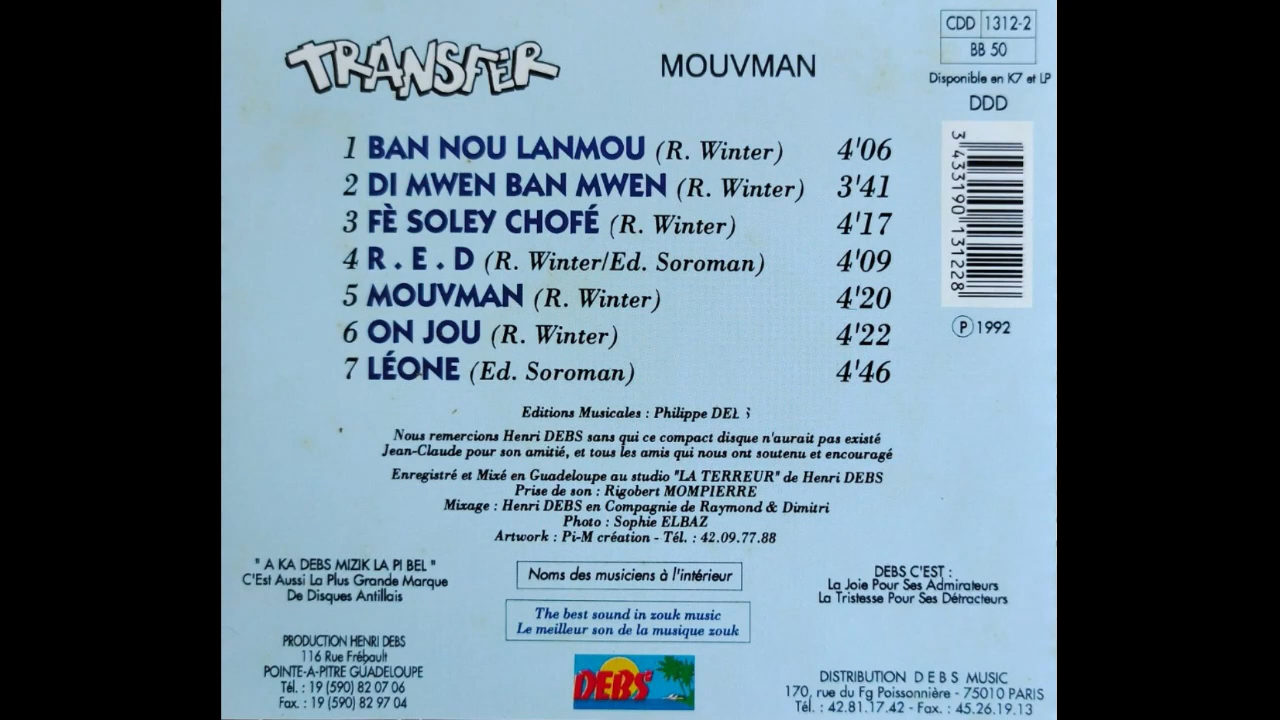 TRANSFER
MOUVMAN
CDD 1312-2
BB 50
Disponible en K7 et LP
DDD
3 433190 131228
℗ 1992
1 BAN NOU LANMOU (R. Winter) 4'06
2 DI MWEN BAN MWEN (R. Winter) 3'41
3 FÈ SOLEY CHOFÉ (R. Winter) 4'17
4 R . E . D (R. Winter/Ed. Soroman) 4'09
5 MOUVMAN (R. Winter) 4'20
6 ON JOU (R. Winter) 4'22
7 LÉONE (Ed. Soroman) 4'46
Editions Musicales : Philippe
Nous remercions Henri DEBS sans qui ce compact disque n'aurait pas existé
Jean-Claude pour son amitié, et tous les amis qui nous ont soutenu et encouragé
Enregistré et Mixé en Guadeloupe au studio "LA TERREUR" de Henri DEBS
Prise de son : Rigobert MOMPIERRE
Mixage : Henri DEBS en Compagnie de Raymond & Dimitri
Photo : Sophie ELBAZ
Artwork : Pi-M création - Tél. : 42.09.77.88
" A KA DEBS MIZIK LA PI BEL "
C'Est Aussi La Plus Grande Marque
De Disques Antillais
Noms des musiciens à l'intérieur
DEBS C'EST :
La Joie Pour Ses Admirateurs
La Tristesse Pour Ses Détracteurs
The best sound in zouk music
Le meilleur son de la musique zouk
PRODUCTION HENRI DEBS
116 Rue Frébault
POINTE-A-PITRE GUADELOUPE
Tél. : 19 (590) 82 07 06
Fax. : 19 (590) 82 97 04
DEBS
DISTRIBUTION D E B S MUSIC
170, rue du Fg Poissonnière - 75010 PARIS
Tél. : 42.81.17.42 - Fax. : 45.26.19.13